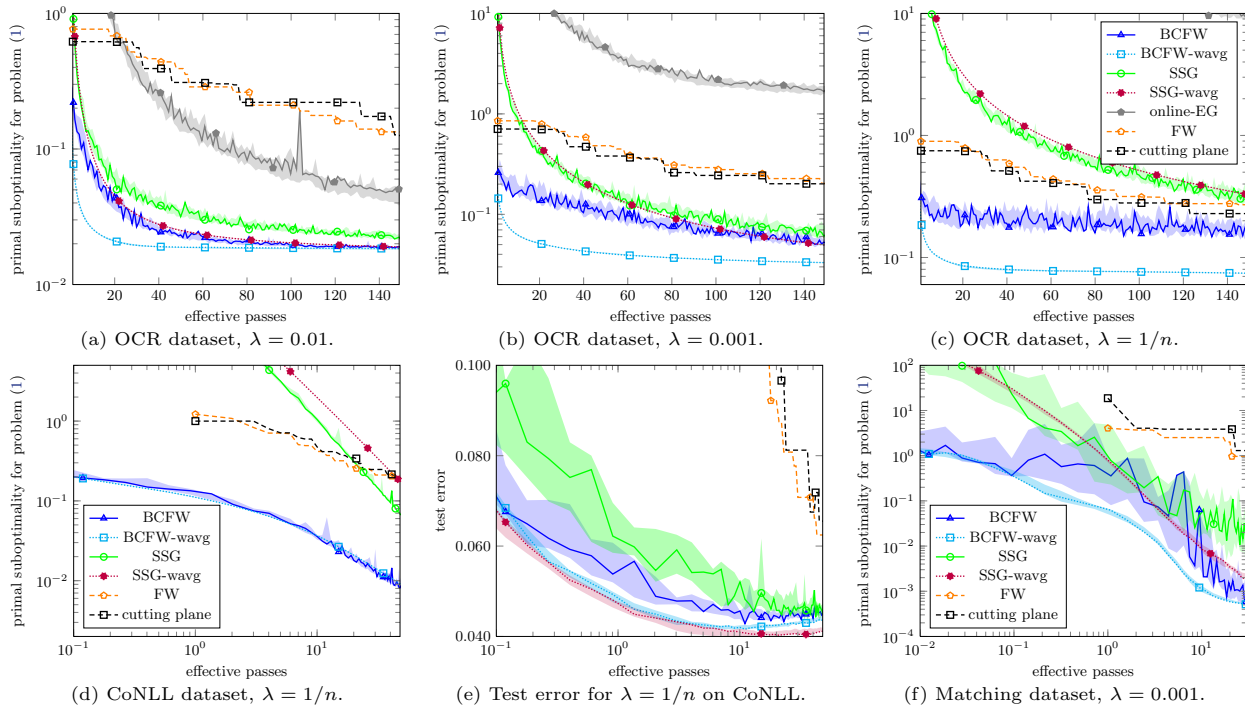 primal suboptimality for problem (1)
10^0
10^{-1}
10^{-2}
20 40 60 80 100 120 140
effective passes
(a) OCR dataset, λ = 0.01.
primal suboptimality for problem (1)
10^1
10^0
10^{-1}
20 40 60 80 100 120 140
effective passes
(b) OCR dataset, λ = 0.001.
primal suboptimality for problem (1)
10^1
10^0
10^{-1}
BCFW
BCFW-wavg
SSG
SSG-wavg
online-EG
FW
cutting plane
20 40 60 80 100 120 140
effective passes
(c) OCR dataset, λ = 1/n.
primal suboptimality for problem (1)
10^0
10^{-1}
10^{-2}
BCFW
BCFW-wavg
SSG
SSG-wavg
FW
cutting plane
10^{-1} 10^0 10^1
effective passes
(d) CoNLL dataset, λ = 1/n.
test error
0.100
0.080
0.060
0.040
10^{-1} 10^0 10^1
effective passes
(e) Test error for λ = 1/n on CoNLL.
primal suboptimality for problem (1)
10^2
10^1
10^0
10^{-1}
10^{-2}
10^{-3}
10^{-4}
BCFW
BCFW-wavg
SSG
SSG-wavg
FW
cutting plane
10^{-2} 10^{-1} 10^0 10^1
effective passes
(f) Matching dataset, λ = 0.001.